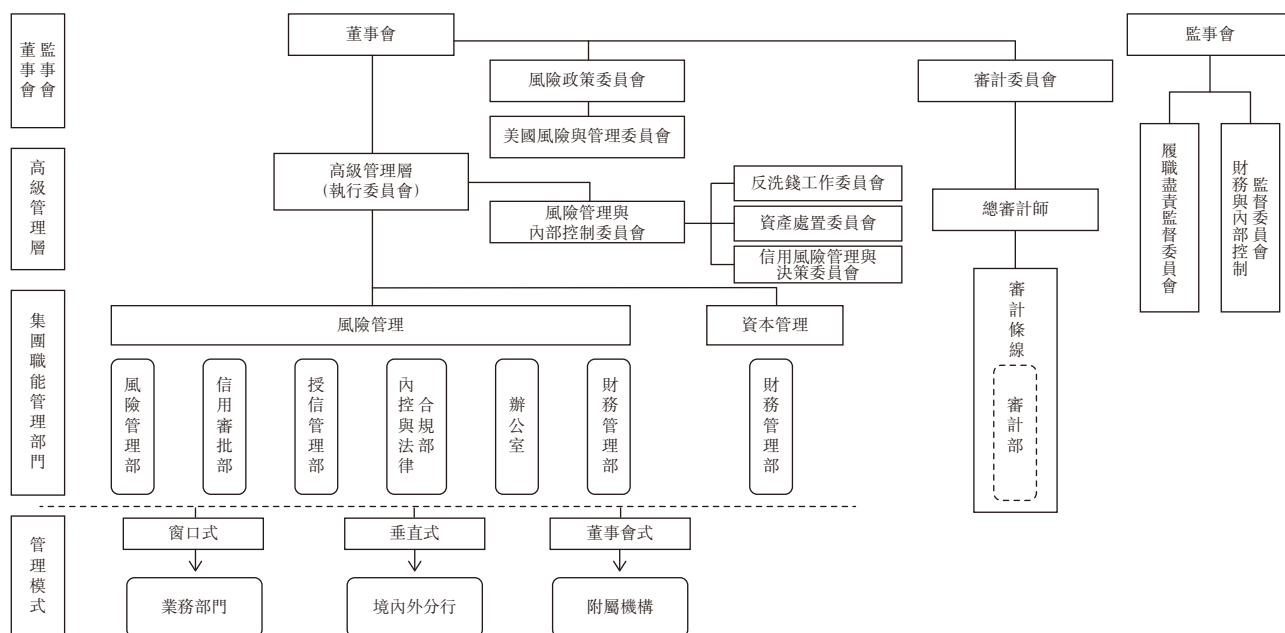 董事會
監事會
董事會
監事會
風險政策委員會
審計委員會
美國風險與管理委員會
履職盡責監督委員會
財務與內部控制
監督委員會
高級管理層
高級管理層
(執行委員會)
風險管理與
內部控制委員會
反洗錢工作委員會
資產處置委員會
信用風險管理與
決策委員會
總審計師
集團職能管理部門
風險管理
資本管理
審計條線
審計部
風險管理部
信用審批部
授信管理部
內控與法律
合規部
辦公室
財務管理部
財務管理部
管理模式
窗口式
垂直式
董事會式
業務部門
境內外分行
附屬機構